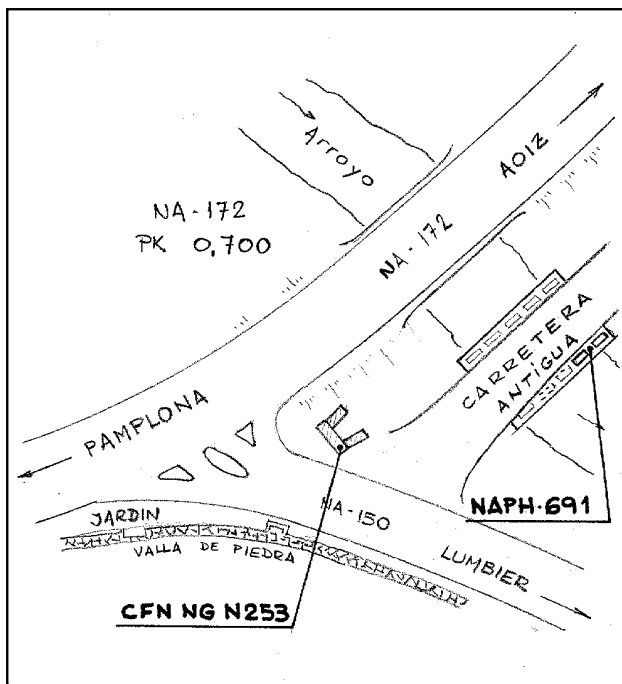 Arroyo
NA-172
PK 0,700
AOIZ
NA-172
CARRETERA
ANTÍGUA
PAMPLONA
NAPH-691
NA-150
JARDIN
VALLA DE PIEDRA
LUMBIER
CFN NG N253